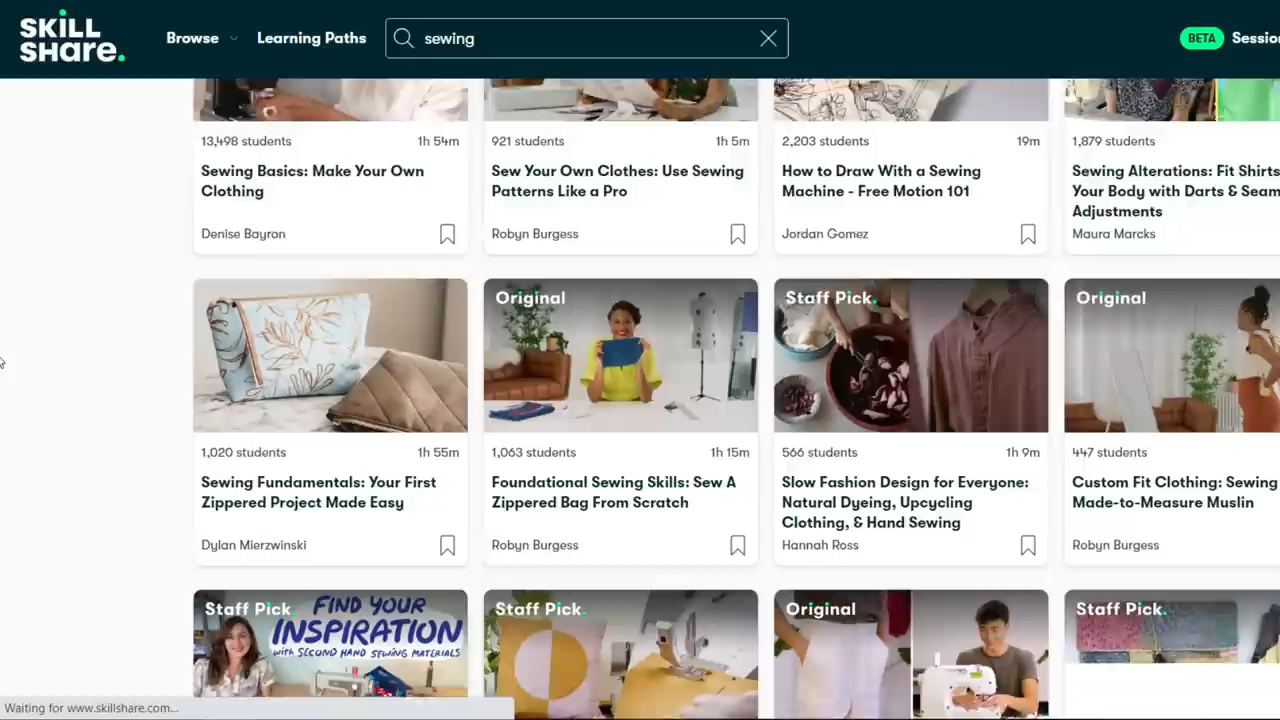 SKILL
SHARE.
Browse
Learning Paths
sewing
BETA
Sessio
13,498 students
1h 54m
921 students
1h 5m
2,203 students
19m
1,879 students
Sewing Basics: Make Your Own
Clothing
Sew Your Own Clothes: Use Sewing
Patterns Like a Pro
How to Draw With a Sewing
Machine - Free Motion 101
Sewing Alterations: Fit Shirts
Your Body with Darts & Seam
Adjustments
Denise Bayron
Robyn Burgess
Jordan Gomez
Maura Marcks
Original
Staff Pick.
Original
1,020 students
1h 55m
1,063 students
1h 15m
566 students
1h 9m
447 students
Sewing Fundamentals: Your First
Zippered Project Made Easy
Foundational Sewing Skills: Sew A
Zippered Bag From Scratch
Slow Fashion Design for Everyone:
Natural Dyeing, Upcycling
Clothing, & Hand Sewing
Custom Fit Clothing: Sewing
Made-to-Measure Muslin
Dylan Mierzwinski
Robyn Burgess
Hannah Ross
Robyn Burgess
Staff Pick.
FIND YOUR
INSPIRATION
with SECOND HAND SEWING MATERIALS
Staff Pick.
Original
Staff Pick.
Waiting for www.skillshare.com...